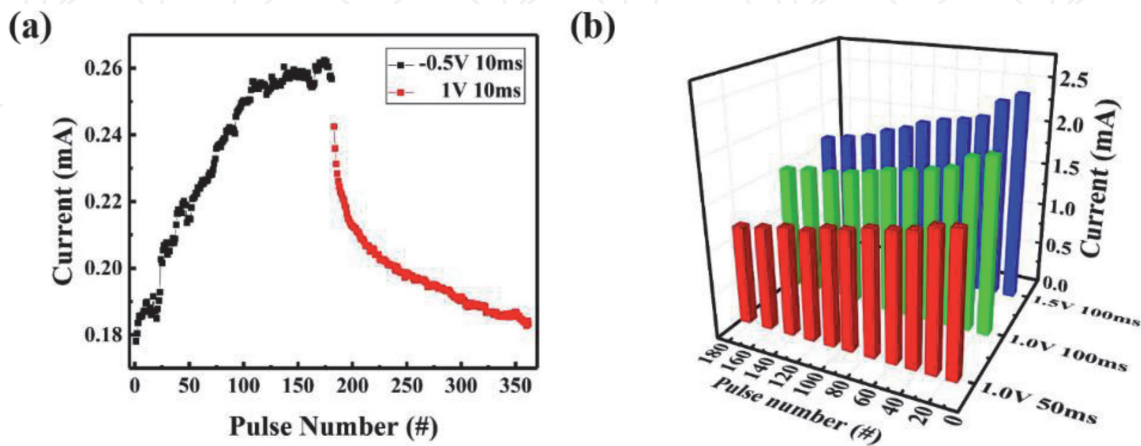 (a)
0.26
0.24
0.22
0.20
0.18
Current (mA)
-0.5V 10ms
1V 10ms
0
50
100
150
200
250
300
350
Pulse Number (#)
(b)
2.5
2.0
1.5
1.0
0.5
0.0
Current (mA)
1.5V 100ms
1.0V 100ms
1.0V 50ms
180
160
140
120
100
80
60
40
20
0
Pulse number (#)